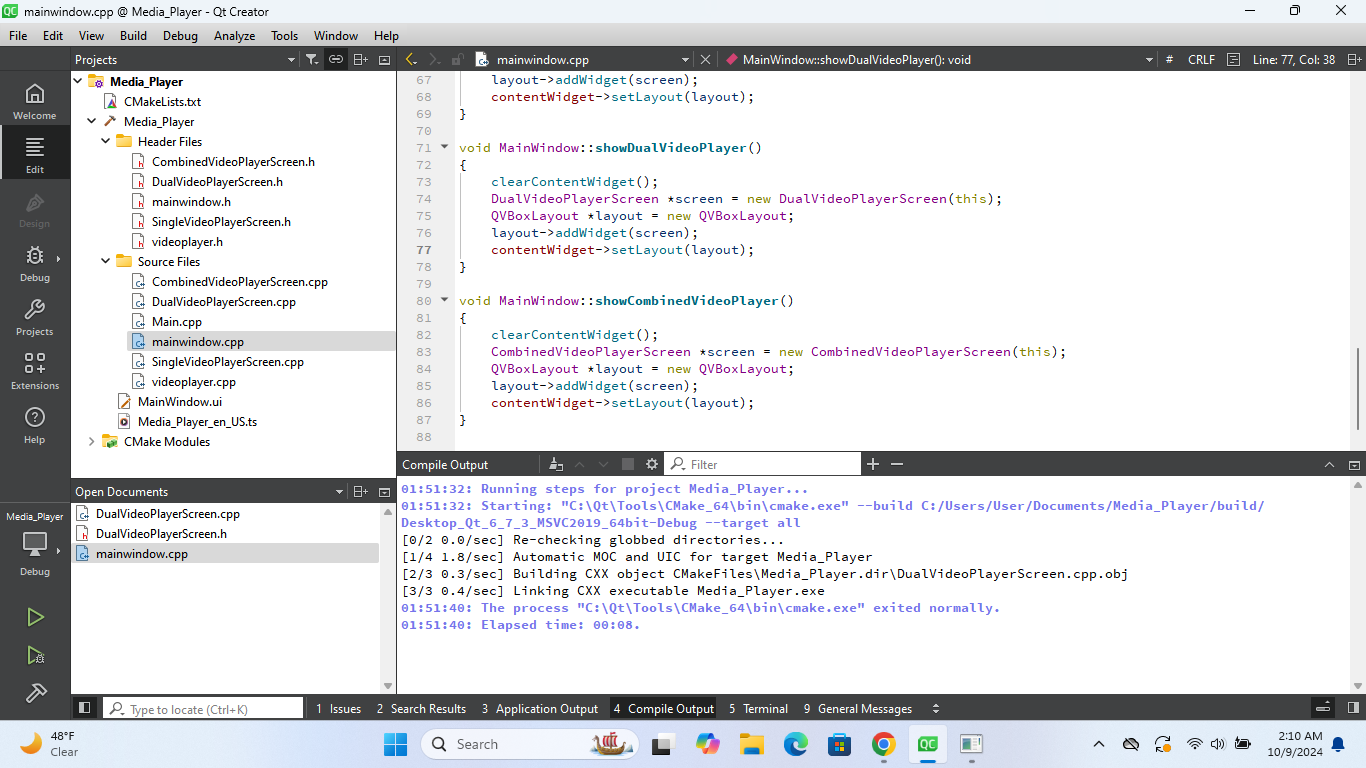 mainwindow.cpp @ Media_Player - Qt Creator
File Edit View Build Debug Analyze Tools Window Help
Projects
mainwindow.cpp
MainWindow::showDualVideoPlayer(): void
# CRLF Line: 77, Col: 38
Welcome
Edit
Design
Debug
Projects
Extensions
Help
Media_Player
Debug
Media_Player
CMakeLists.txt
Media_Player
Header Files
CombinedVideoPlayerScreen.h
DualVideoPlayerScreen.h
mainwindow.h
SingleVideoPlayerScreen.h
videoplayer.h
Source Files
CombinedVideoPlayerScreen.cpp
DualVideoPlayerScreen.cpp
Main.cpp
mainwindow.cpp
SingleVideoPlayerScreen.cpp
videoplayer.cpp
MainWindow.ui
Media_Player_en_US.ts
CMake Modules
Open Documents
DualVideoPlayerScreen.cpp
DualVideoPlayerScreen.h
mainwindow.cpp
67 layout->addWidget(screen);
68 contentWidget->setLayout(layout);
69 }
70
71 void MainWindow::showDualVideoPlayer()
72 {
73 clearContentWidget();
74 DualVideoPlayerScreen *screen = new DualVideoPlayerScreen(this);
75 QVBoxLayout *layout = new QVBoxLayout;
76 layout->addWidget(screen);
77 contentWidget->setLayout(layout);
78 }
79
80 void MainWindow::showCombinedVideoPlayer()
81 {
82 clearContentWidget();
83 CombinedVideoPlayerScreen *screen = new CombinedVideoPlayerScreen(this);
84 QVBoxLayout *layout = new QVBoxLayout;
85 layout->addWidget(screen);
86 contentWidget->setLayout(layout);
87 }
88
Compile Output
Filter
01:51:32: Running steps for project Media_Player...
01:51:32: Starting: "C:\Qt\Tools\CMake_64\bin\cmake.exe" --build C:/Users/User/Documents/Media_Player/build/
Desktop_Qt_6_7_3_MSVC2019_64bit-Debug --target all
[0/2 0.0/sec] Re-checking globbed directories...
[1/4 1.8/sec] Automatic MOC and UIC for target Media_Player
[2/3 0.3/sec] Building CXX object CMakeFiles\Media_Player.dir\DualVideoPlayerScreen.cpp.obj
[3/3 0.4/sec] Linking CXX executable Media_Player.exe
01:51:40: The process "C:\Qt\Tools\CMake_64\bin\cmake.exe" exited normally.
01:51:40: Elapsed time: 00:08.
Type to locate (Ctrl+K)
1 Issues 2 Search Results 3 Application Output 4 Compile Output 5 Terminal 9 General Messages
48°F
Clear
Search
2:10 AM
10/9/2024